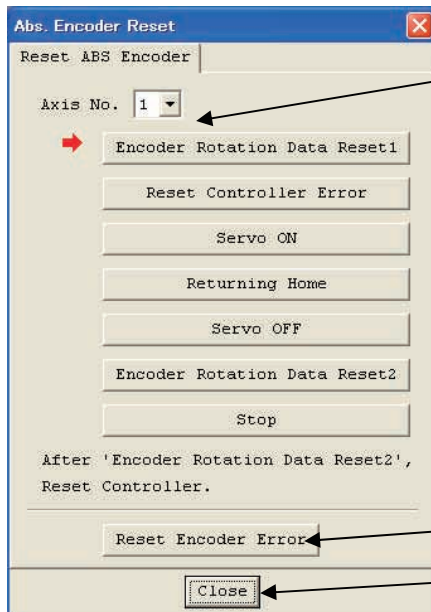 Abs. Encoder Reset
Reset ABS Encoder
Axis No. 1
Encoder Rotation Data Reset1
Reset Controller Error
Servo ON
Returning Home
Servo OFF
Encoder Rotation Data Reset2
Stop
After 'Encoder Rotation Data Reset2',
Reset Controller.
Reset Encoder Error
Close